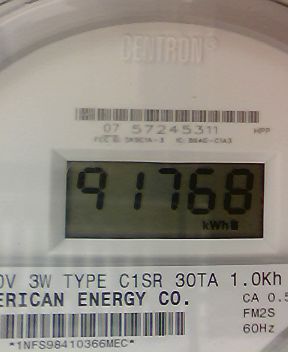 CENTRON
07 57245311 HPP
91768
kWh
0V 3W TYPE C1SR 30TA 1.0Kh
ERICAN ENERGY CO.
CA 0.5
FM2S
60Hz
*1NFS98410366MEC*